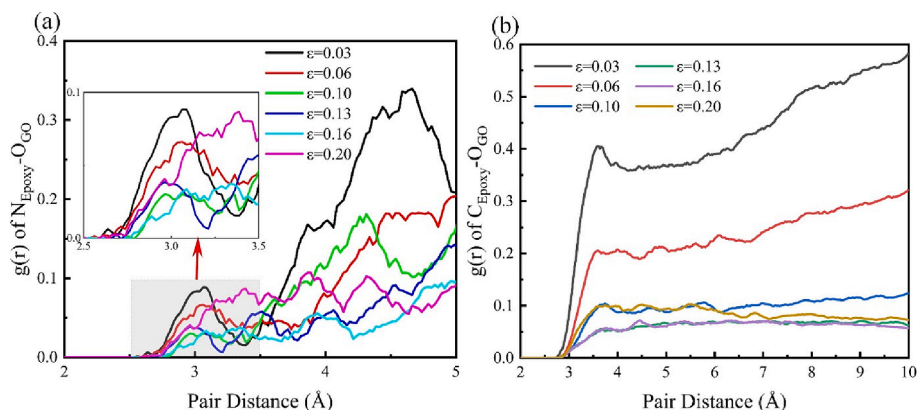 (a)
g(r) of N_Epoxy-O_GO
0.4
0.3
0.2
0.1
0.0
2
3
4
5
Pair Distance (Å)
ε=0.03
ε=0.06
ε=0.10
ε=0.13
ε=0.16
ε=0.20
0.1
0.0
2.5
3.0
3.5
(b)
g(r) of C_Epoxy-O_GO
0.6
0.5
0.4
0.3
0.2
0.1
0.0
2
3
4
5
6
7
8
9
10
Pair Distance (Å)
ε=0.03
ε=0.06
ε=0.10
ε=0.13
ε=0.16
ε=0.20